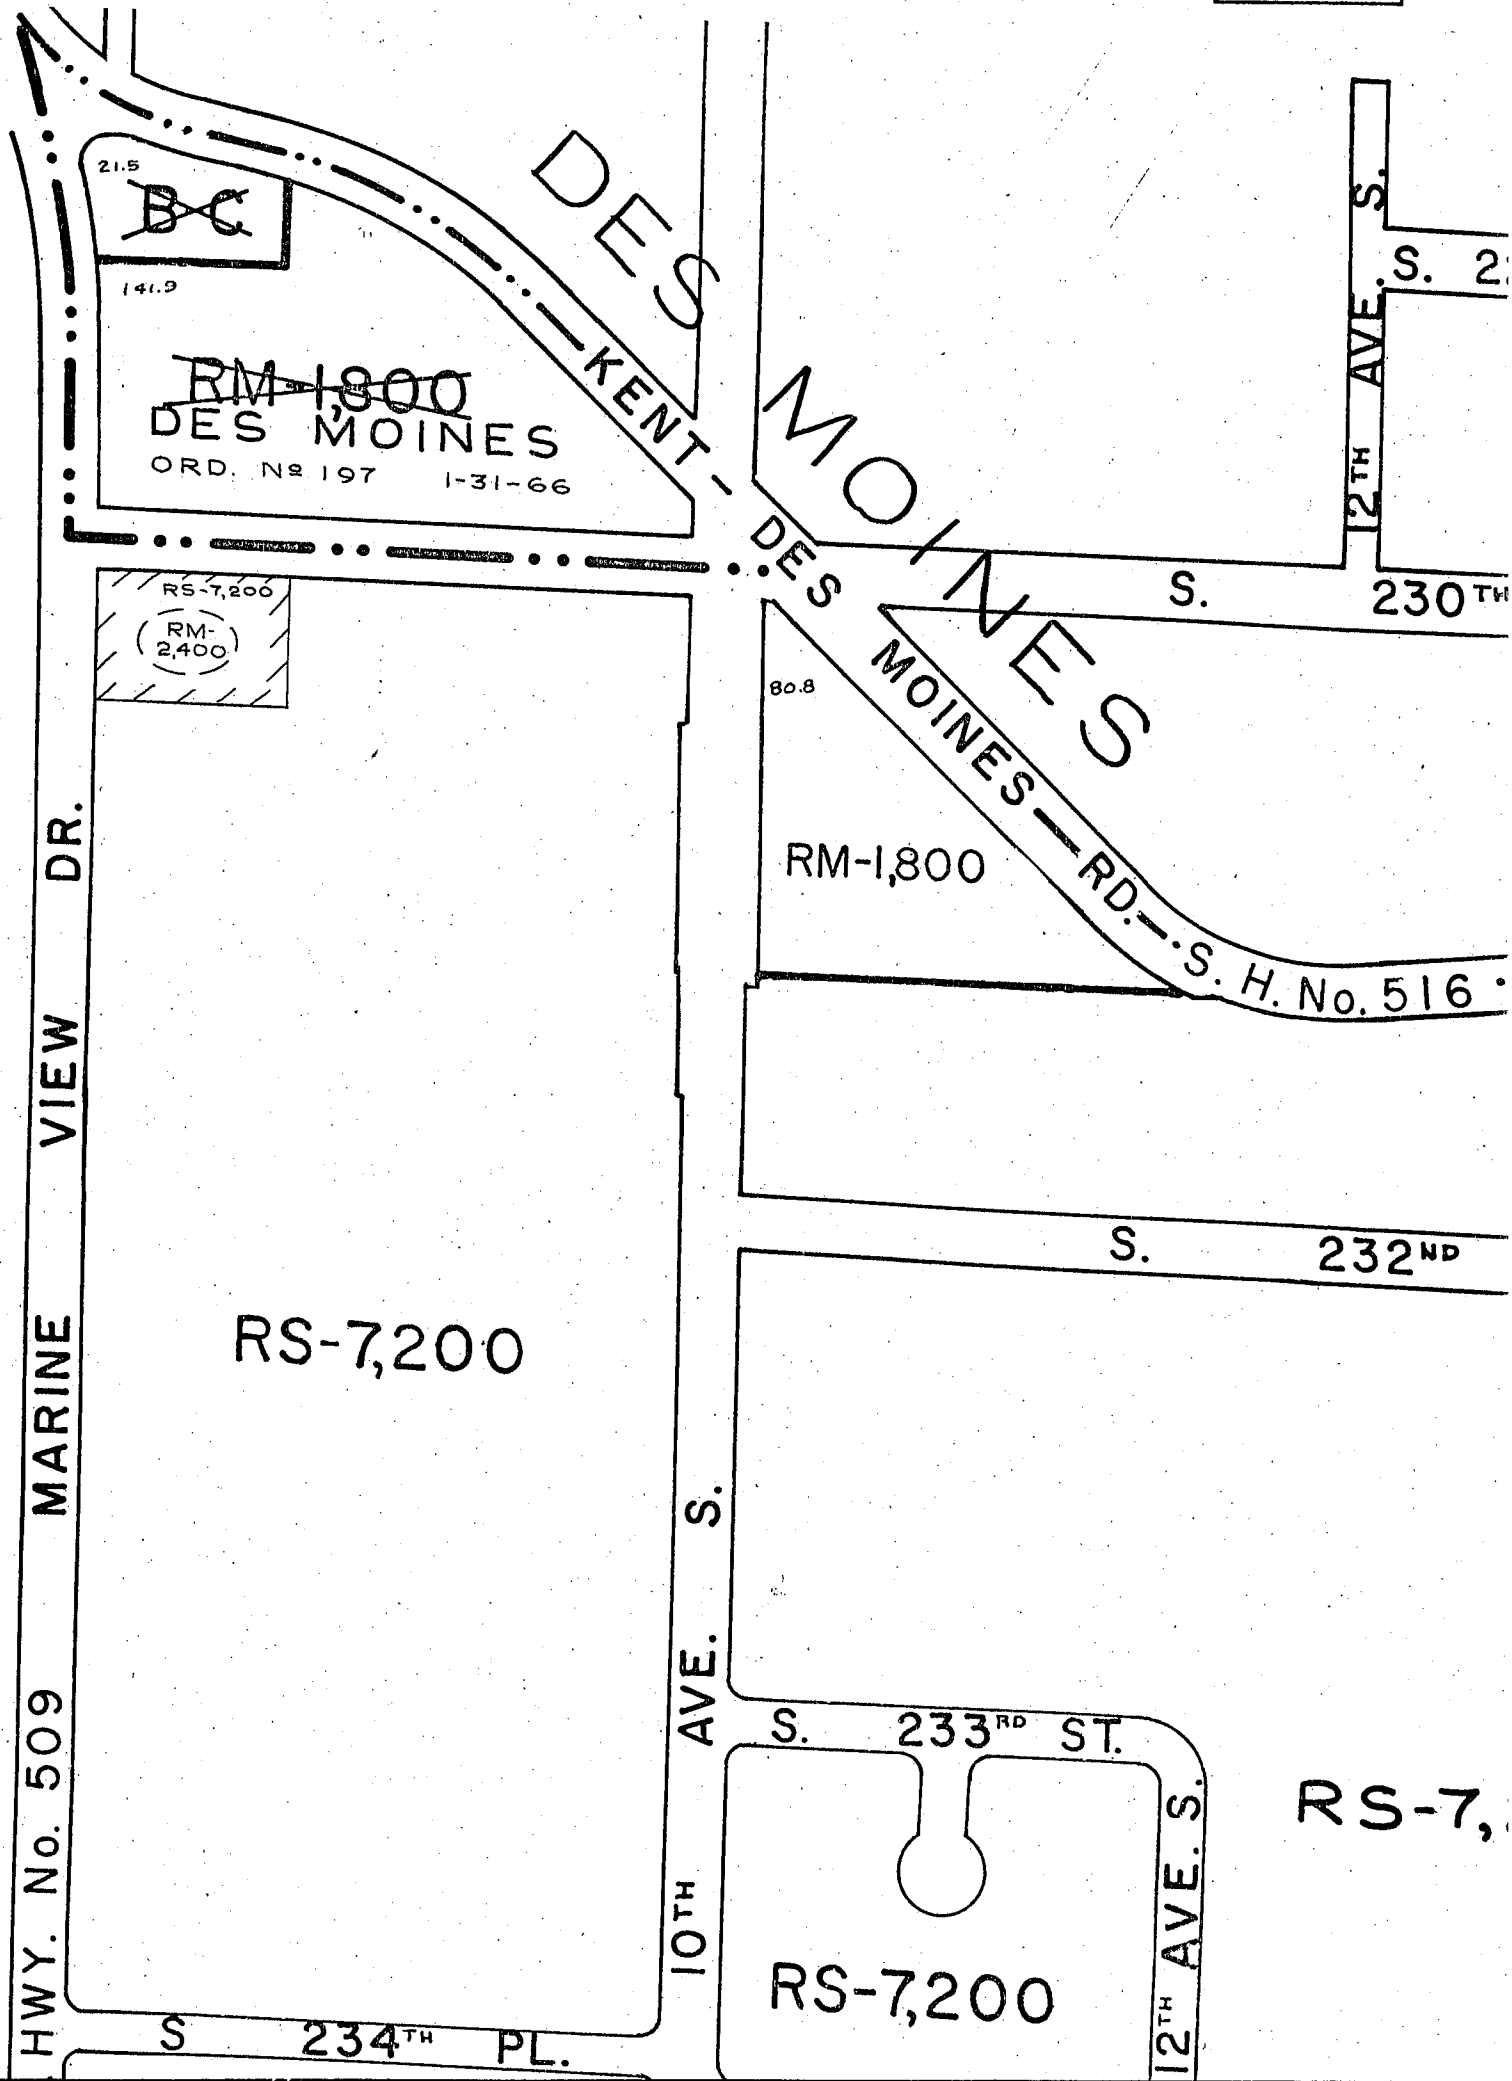 21.5
B-C
141.9
RM-1,800
DES MOINES
ORD. Nº 197 1-31-66
DES MOINES
KENT-DES MOINES RD.
S. H. No. 516
12TH AVE. S.
S. 2
S. 230TH
RS-7,200
RM-
2,400
80.8
RM-1,800
S. 232ND
HWY. No. 509 MARINE VIEW DR.
RS-7,200
10TH AVE. S.
S. 233RD ST.
12TH AVE. S.
RS-7,
RS-7,200
S 234TH PL.